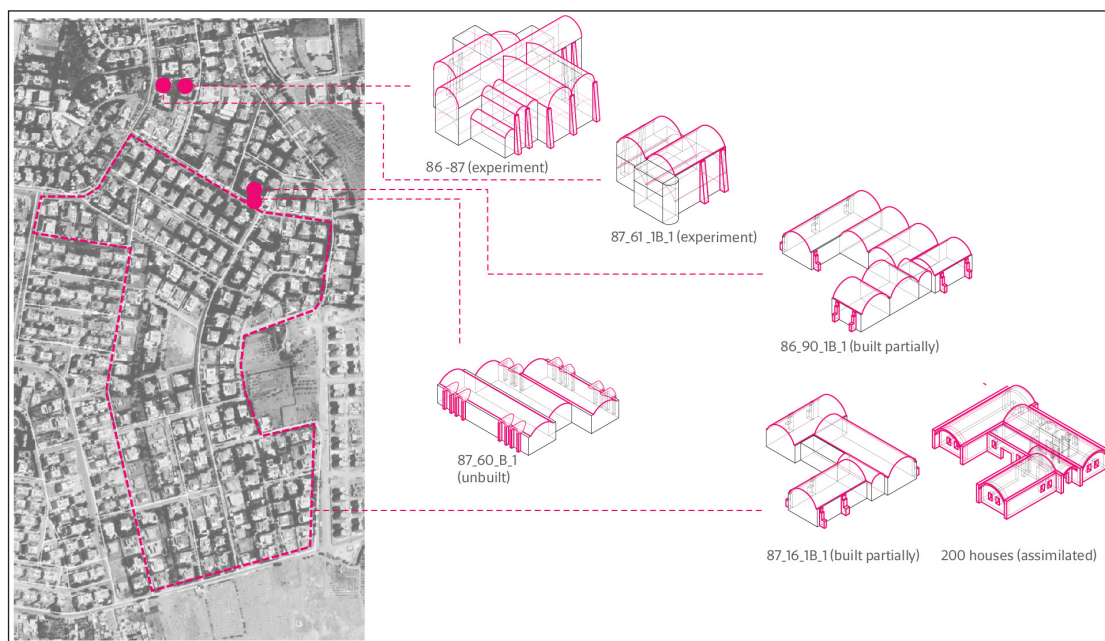 86 -87 (experiment)
87_61 _1B_1 (experiment)
86_90_1B_1 (built partially)
87_60_B_1
(unbuilt)
87_16_1B_1 (built partially)
200 houses (assimilated)